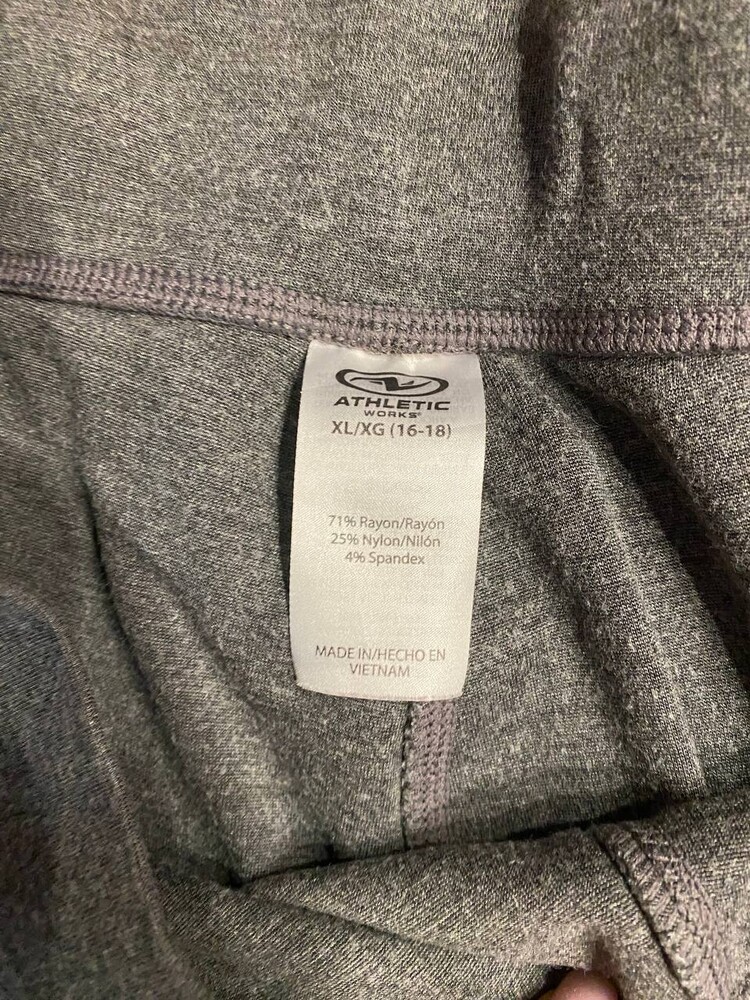 ATHLETIC
WORKS®
XL/XG (16-18)
71% Rayon/Rayón
25% Nylon/Nilón
4% Spandex
MADE IN/HECHO EN
VIETNAM